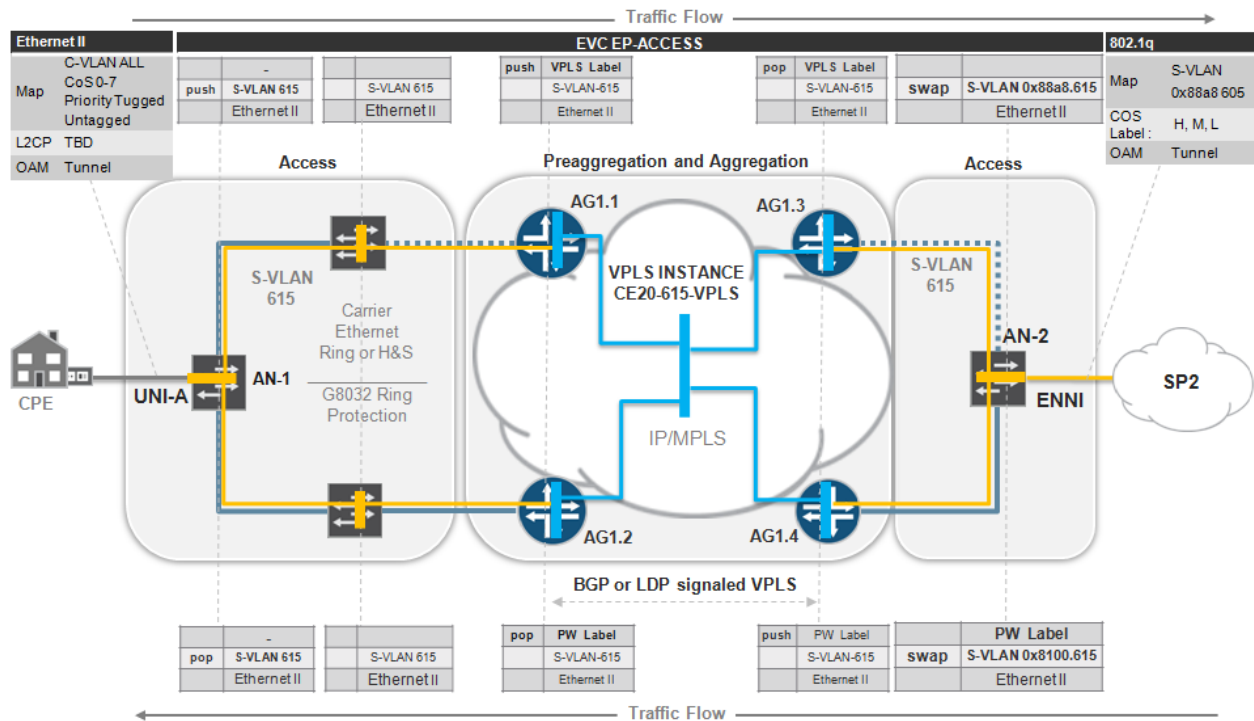 Traffic Flow
Ethernet II
EVC EP-ACCESS
802.1q
Map
C-VLAN ALL
CoS 0-7
Priority Tugged
Untagged
L2CP TBD
OAM Tunnel
-
push S-VLAN 615
Ethernet II
S-VLAN 615
Ethernet II
push VPLS Label
S-VLAN-615
Ethernet II
pop VPLS Label
S-VLAN-615
Ethernet II
swap S-VLAN 0x88a8.615
Ethernet II
Map
S-VLAN
0x88a8 605
COS
Label :
H, M, L
OAM Tunnel
Access
Preaggregation and Aggregation
Access
AG1.1
AG1.3
S-VLAN
615
VPLS INSTANCE
CE20-615-VPLS
S-VLAN
615
Carrier
Ethernet
Ring or H&S
G8032 Ring
Protection
CPE
UNI-A
AN-1
IP/MPLS
AN-2
ENNI
SP2
AG1.2
AG1.4
BGP or LDP signaled VPLS
-
pop S-VLAN 615
Ethernet II
S-VLAN 615
Ethernet II
pop PW Label
S-VLAN-615
Ethernet II
push PW Label
S-VLAN-615
Ethernet II
PW Label
swap S-VLAN 0x8100.615
Ethernet II
Traffic Flow